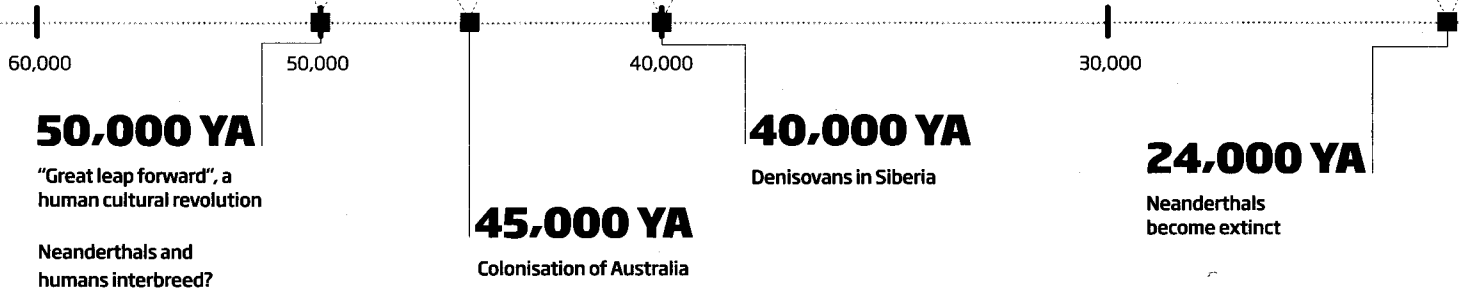 60,000
50,000
40,000
30,000
50,000 YA
"Great leap forward", a
human cultural revolution
Neanderthals and
humans interbreed?
45,000 YA
Colonisation of Australia
40,000 YA
Denisovans in Siberia
24,000 YA
Neanderthals
become extinct